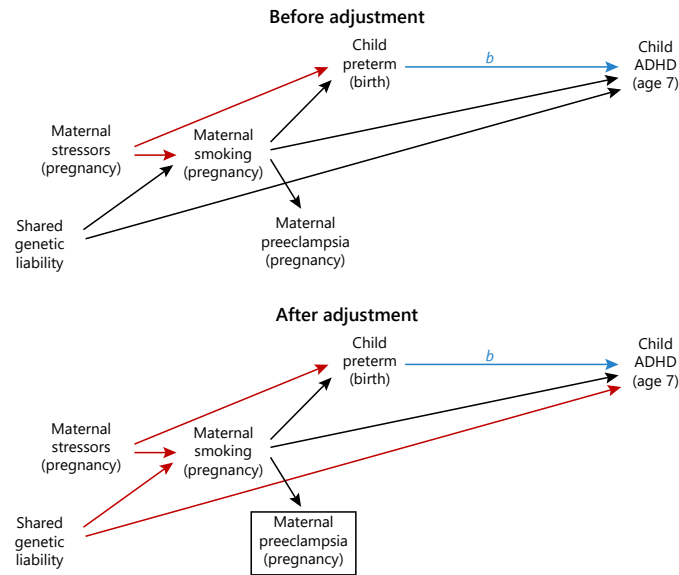 Before adjustment
Child
preterm
(birth)
b
Child
ADHD
(age 7)
Maternal
stressors
(pregnancy)
Maternal
smoking
(pregnancy)
Shared
genetic
liability
Maternal
preeclampsia
(pregnancy)
After adjustment
Child
preterm
(birth)
b
Child
ADHD
(age 7)
Maternal
stressors
(pregnancy)
Maternal
smoking
(pregnancy)
Shared
genetic
liability
Maternal
preeclampsia
(pregnancy)